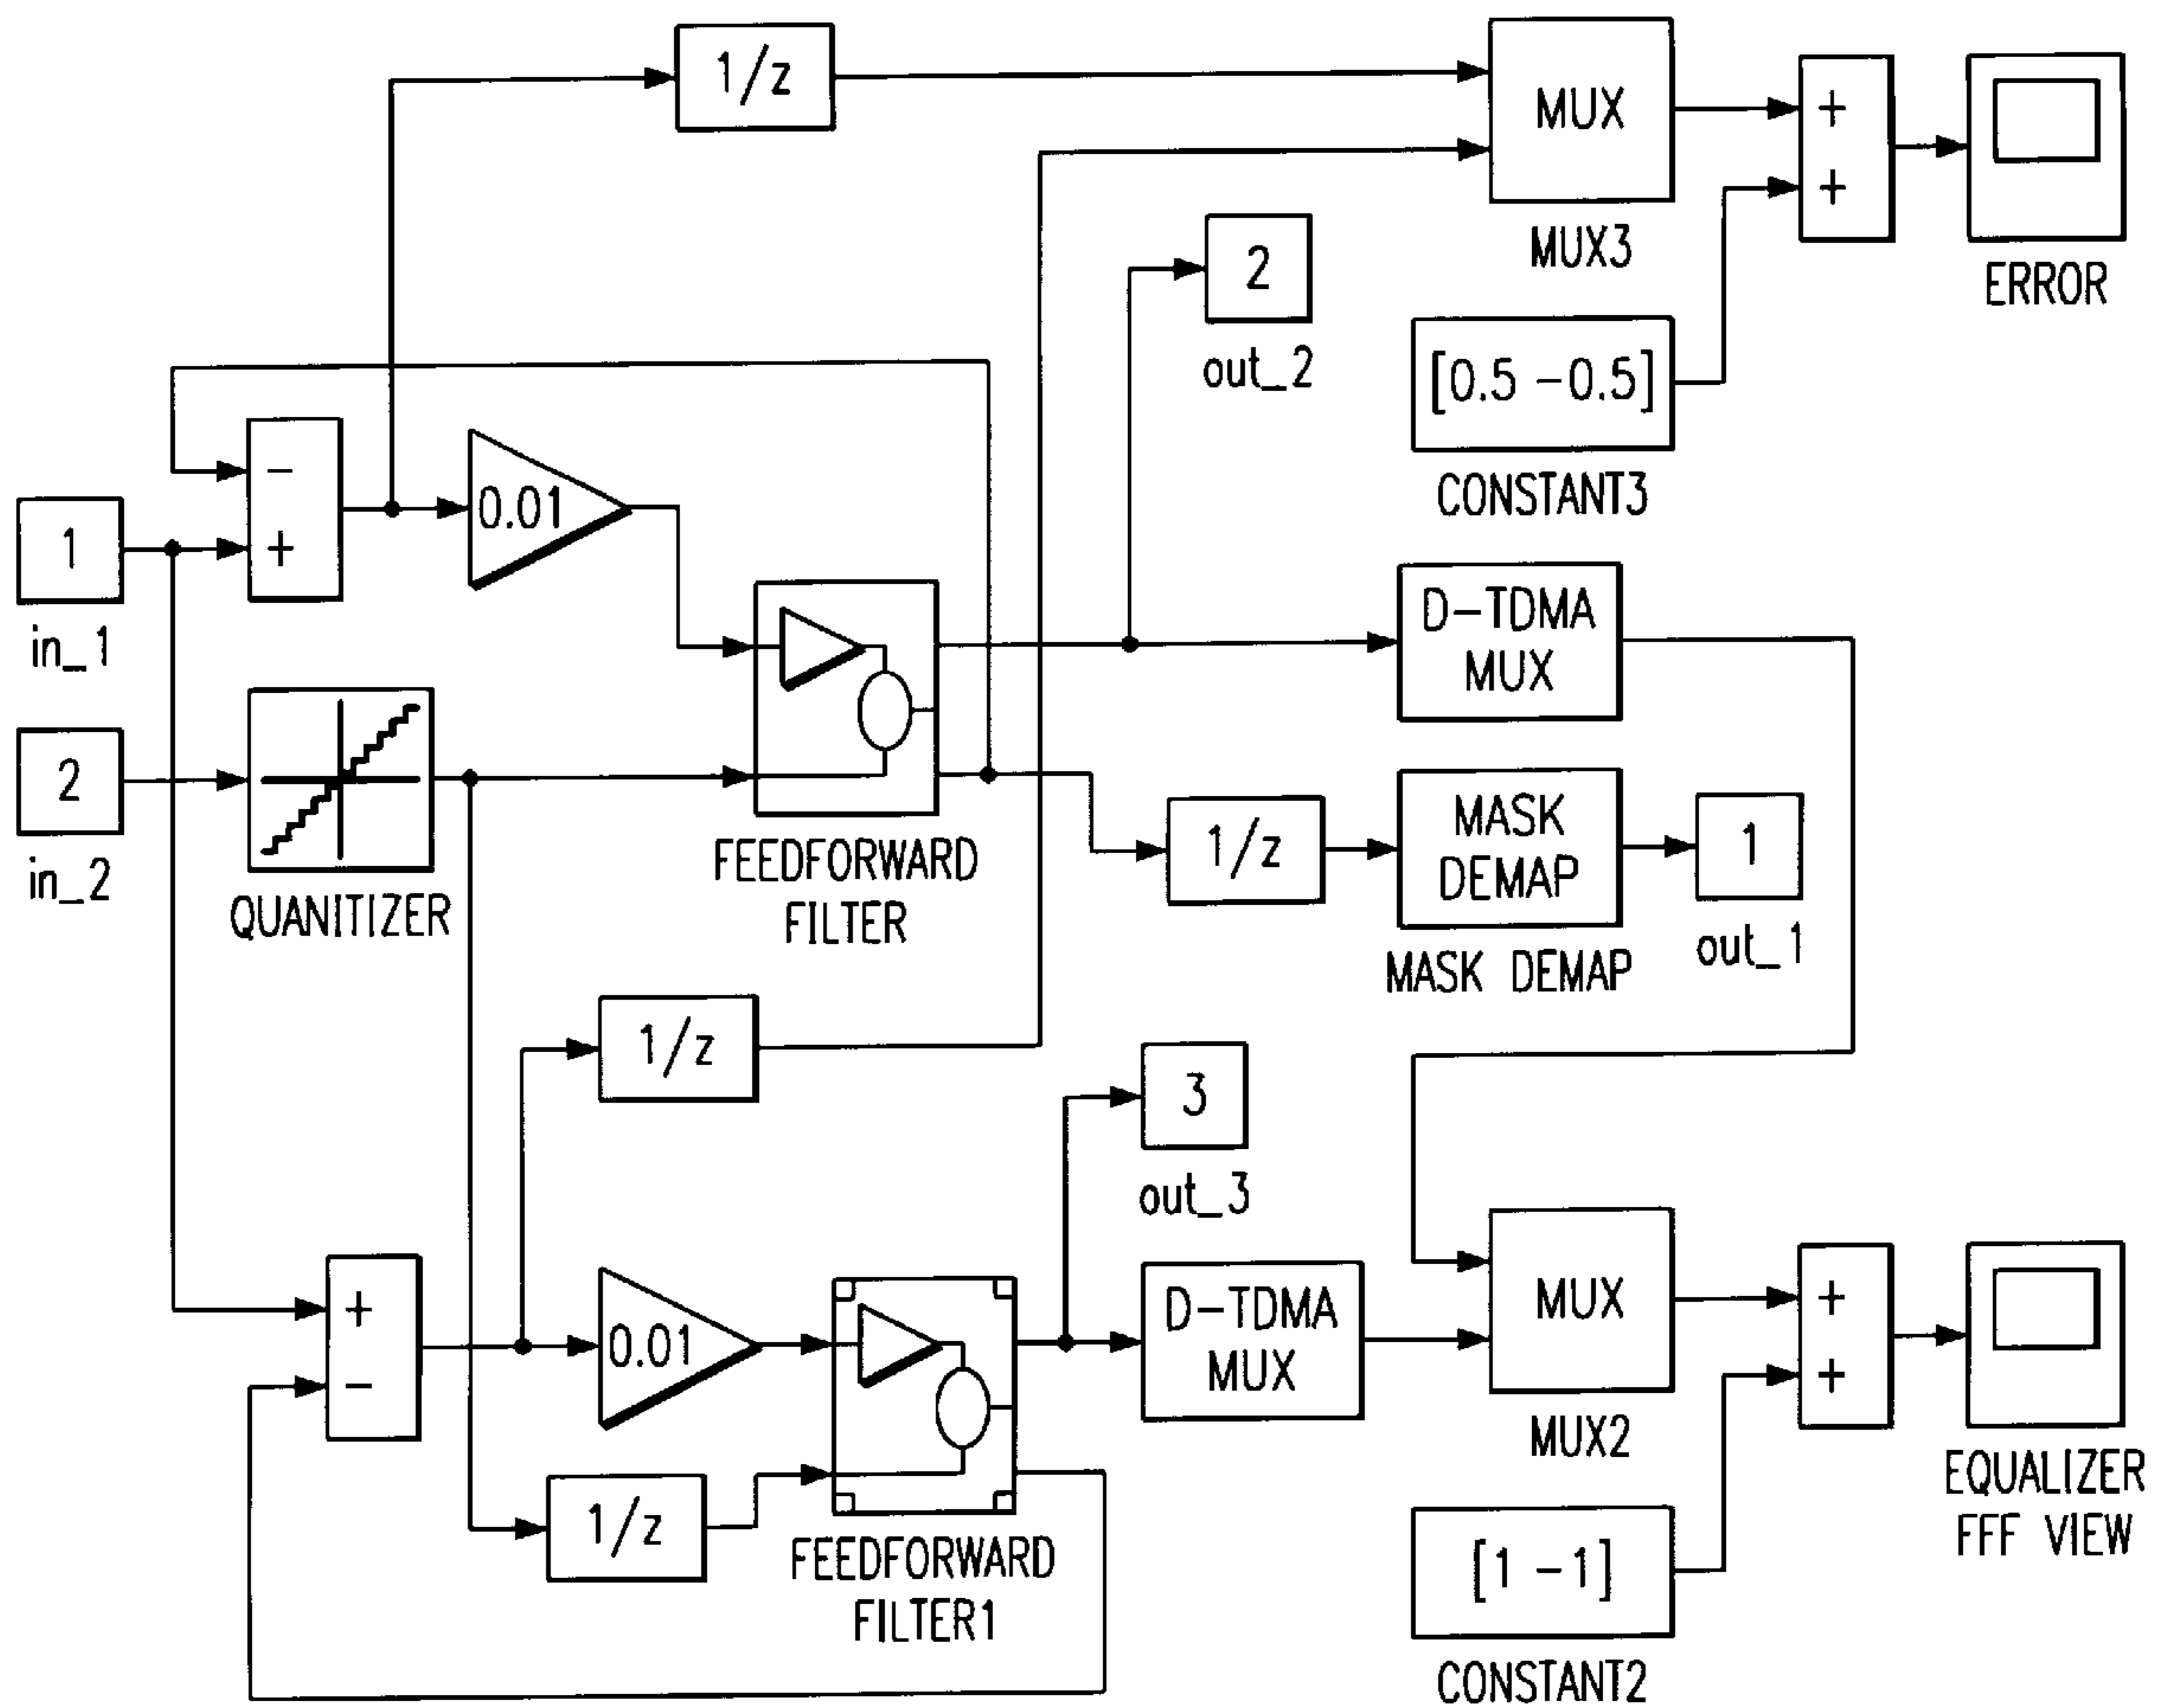 1/z
MUX
+
+
MUX3
ERROR
2
out_2
[0.5 -0.5]
CONSTANT3
-
+
0.01
1
in_1
D-TDMA
MUX
2
in_2
QUANITIZER
FEEDFORWARD
FILTER
1/z
MASK
DEMAP
MASK DEMAP
1
out_1
1/z
3
out_3
+
-
0.01
D-TDMA
MUX
MUX
MUX2
+
+
EQUALIZER
FFF VIEW
1/z
FEEDFORWARD
FILTER1
[1 -1]
CONSTANT2